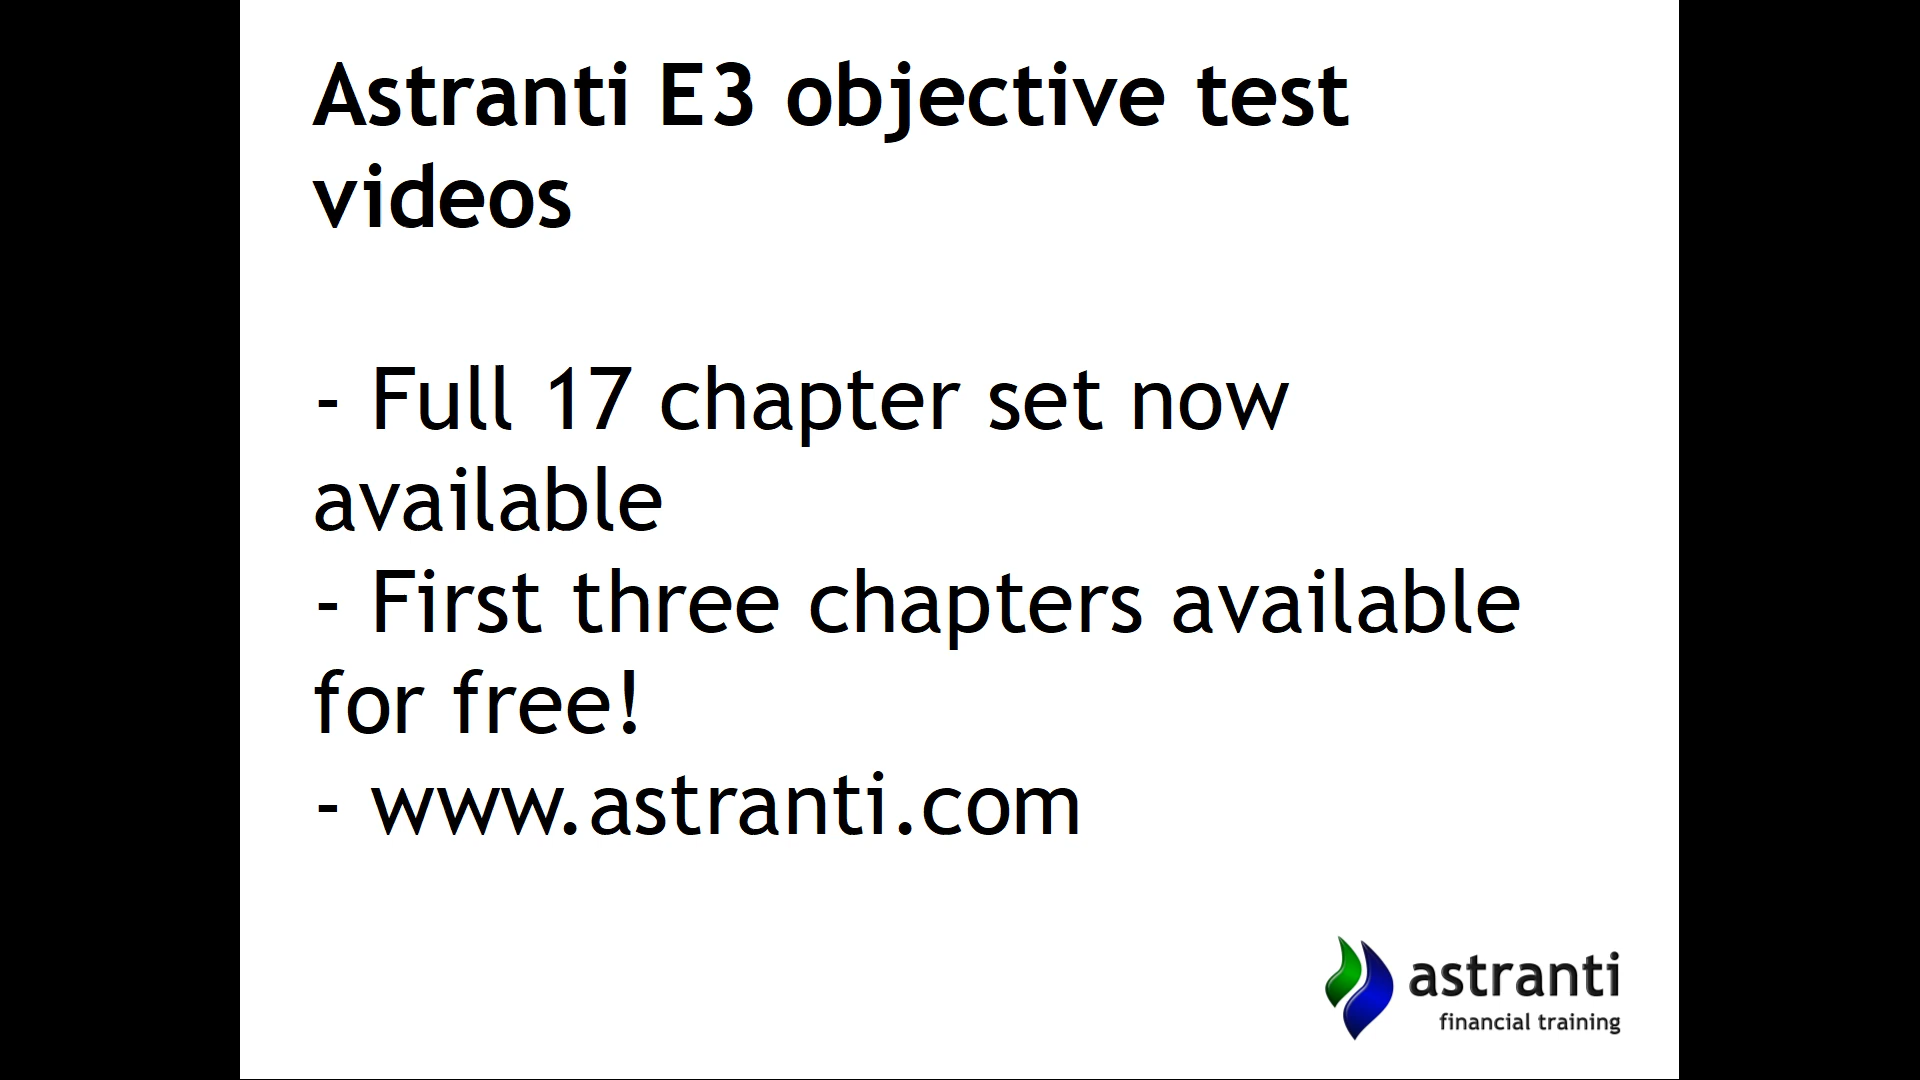 Astranti E3 objective test
videos
- Full 17 chapter set now
available
- First three chapters available
for free!
- www.astranti.com
astranti
financial training